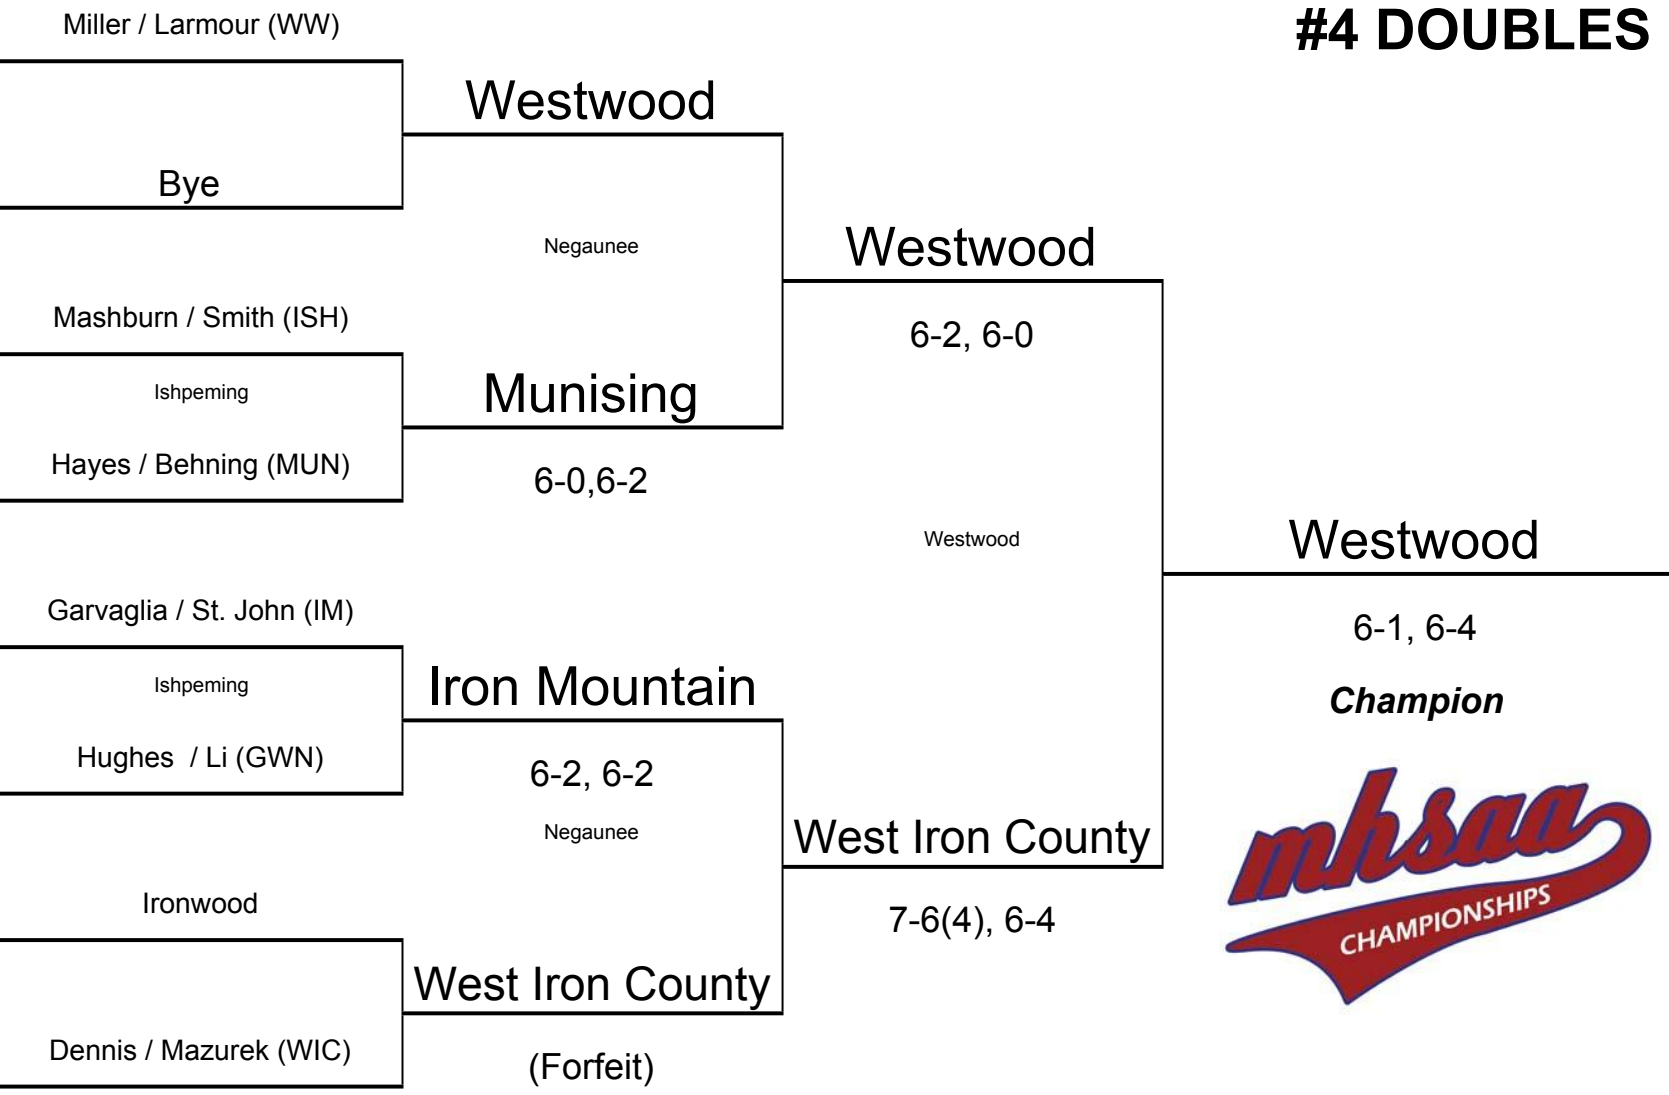 Miller / Larmour (WW)
#4 DOUBLES
Westwood
Bye
Negaunee
Westwood
Mashburn / Smith (ISH)
6-2, 6-0
Ishpeming
Munising
Hayes / Behning (MUN)
6-0,6-2
Westwood
Westwood
Garvaglia / St. John (IM)
6-1, 6-4
Ishpeming
Iron Mountain
Champion
Hughes / Li (GWN)
6-2, 6-2
Negaunee
West Iron County
mhsaa
CHAMPIONSHIPS
Ironwood
7-6(4), 6-4
West Iron County
Dennis / Mazurek (WIC)
(Forfeit)